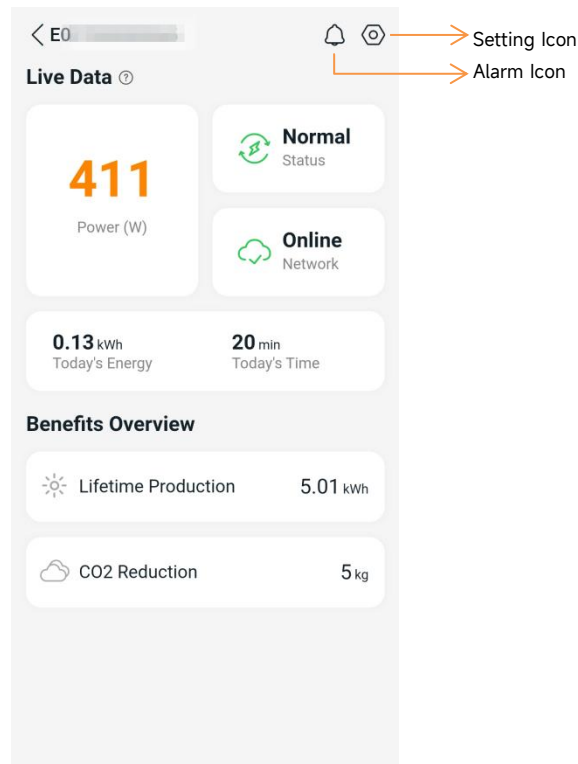 E0
Setting Icon
Alarm Icon
Live Data
411
Power (W)
Normal
Status
Online
Network
0.13 kWh
Today's Energy
20 min
Today's Time
Benefits Overview
Lifetime Production 5.01 kWh
CO2 Reduction 5 kg